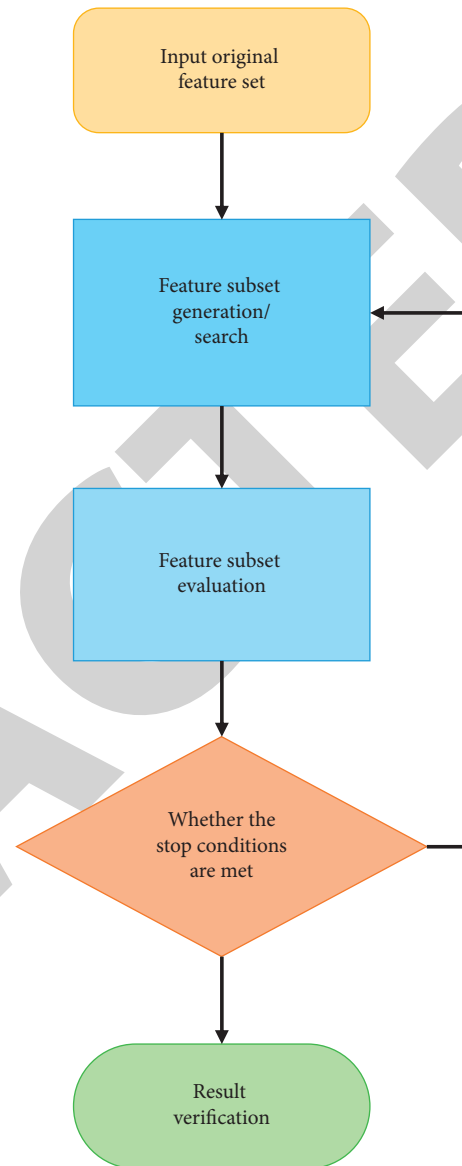 Input original
feature set
Feature subset
generation/
search
Feature subset
evaluation
Whether the
stop conditions
are met
Result
verification